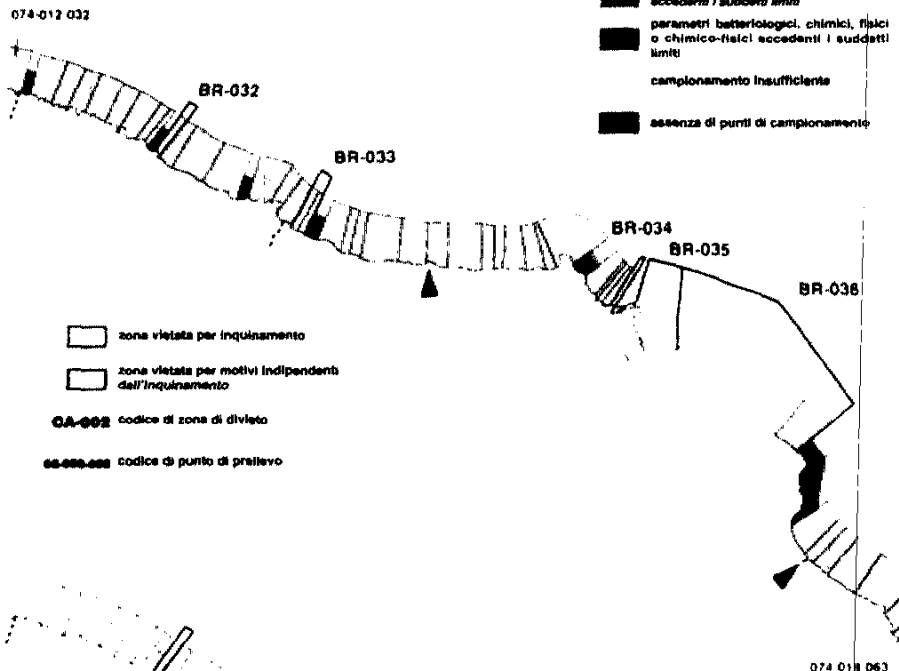 074-012 032
eccedenti i suddetti limiti
parametri batteriologici, chimici, fisici
o chimico-fisici eccedenti i suddetti
limiti
campionamento insufficiente
assenza di punti di campionamento
BR-032
BR-033
BR-034
BR-035
BR-036
zona vietata per inquinamento
zona vietata per motivi indipendenti
dall'inquinamento
CA-002 codice di zona di divieto
codice di punto di prelievo
074 018 063